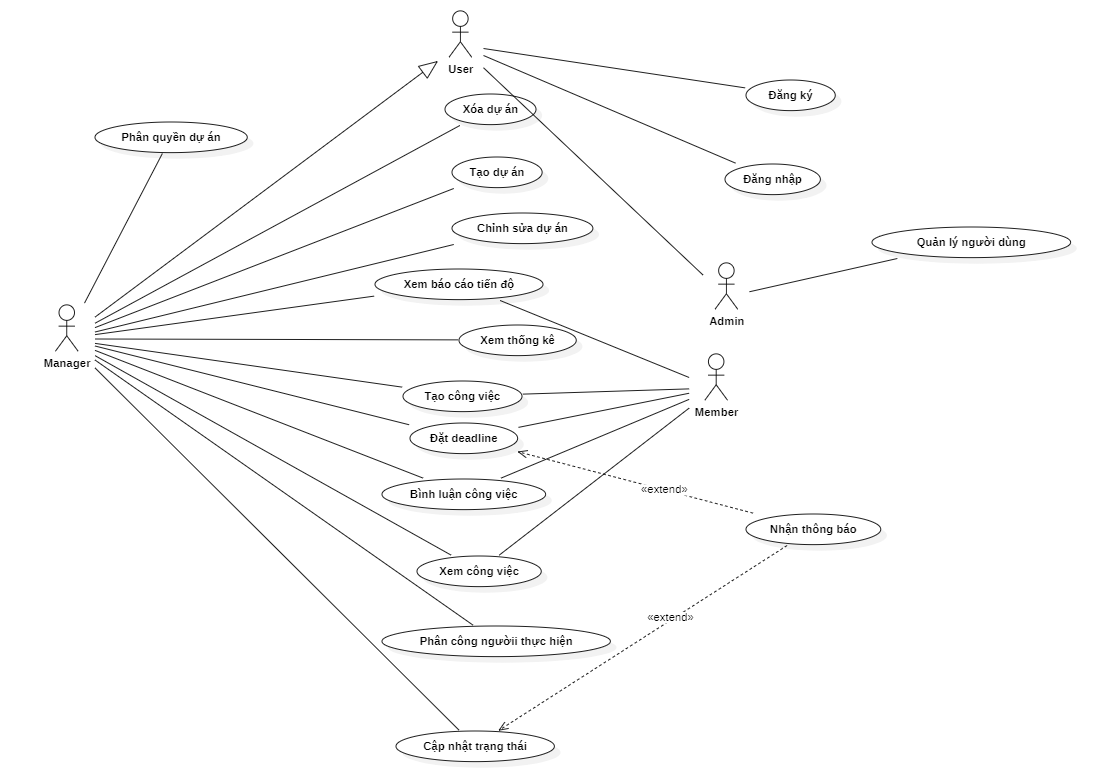 User
Đăng ký
Xóa dự án
Phân quyền dự án
Tạo dự án
Đăng nhập
Chỉnh sửa dự án
Quản lý người dùng
Xem báo cáo tiến độ
Admin
Xem thống kê
Manager
Tạo công việc
Member
Đặt deadline
«extend»
Bình luận công việc
Nhận thông báo
Xem công việc
«extend»
Phân công ngườii thực hiện
Cập nhật trạng thái